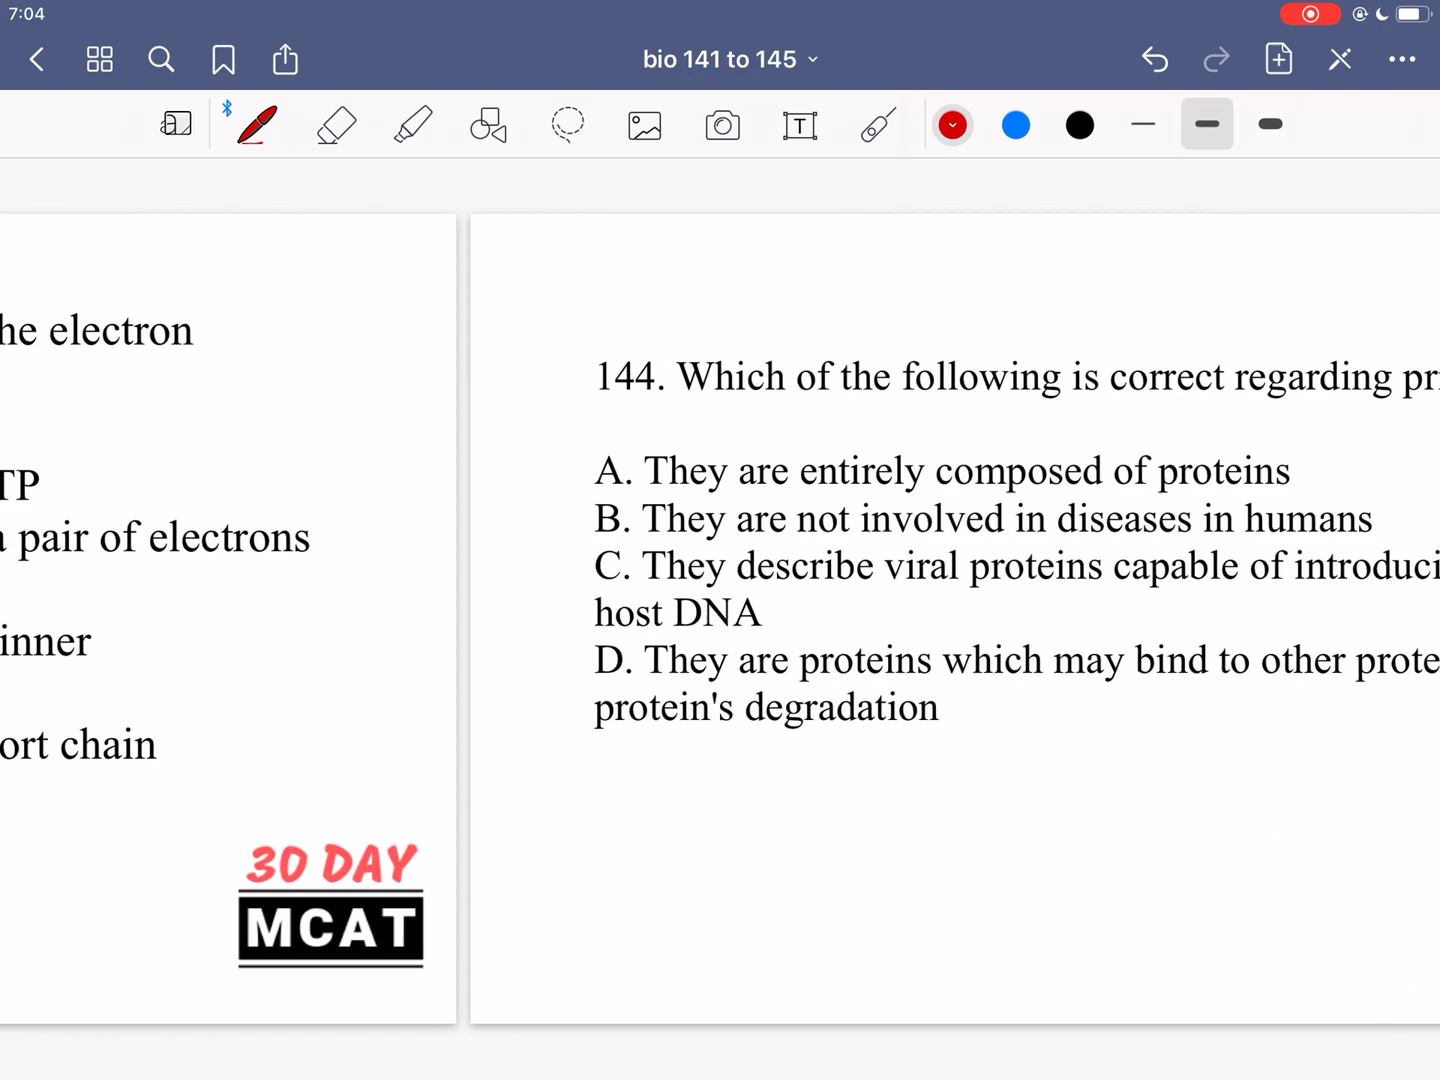 7:04
bio 141 to 145
T
he electron
TP
a pair of electrons
inner
ort chain
30 DAY
MCAT
144. Which of the following is correct regarding pr
A. They are entirely composed of proteins
B. They are not involved in diseases in humans
C. They describe viral proteins capable of introduci
host DNA
D. They are proteins which may bind to other prote
protein's degradation